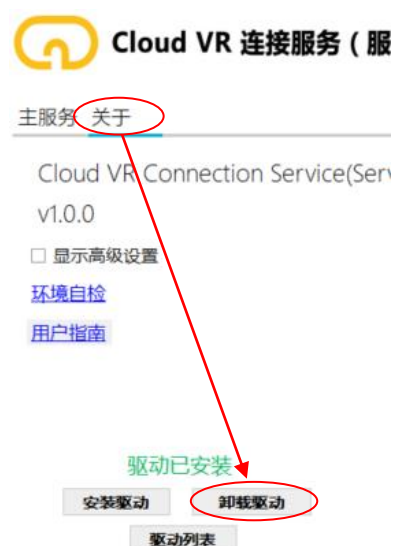 Cloud VR 连接服务（服
主服务 关于
Cloud VR Connection Service(Serv
v1.0.0
显示高级设置
环境自检
用户指南
驱动已安装
安装驱动 卸载驱动
驱动列表